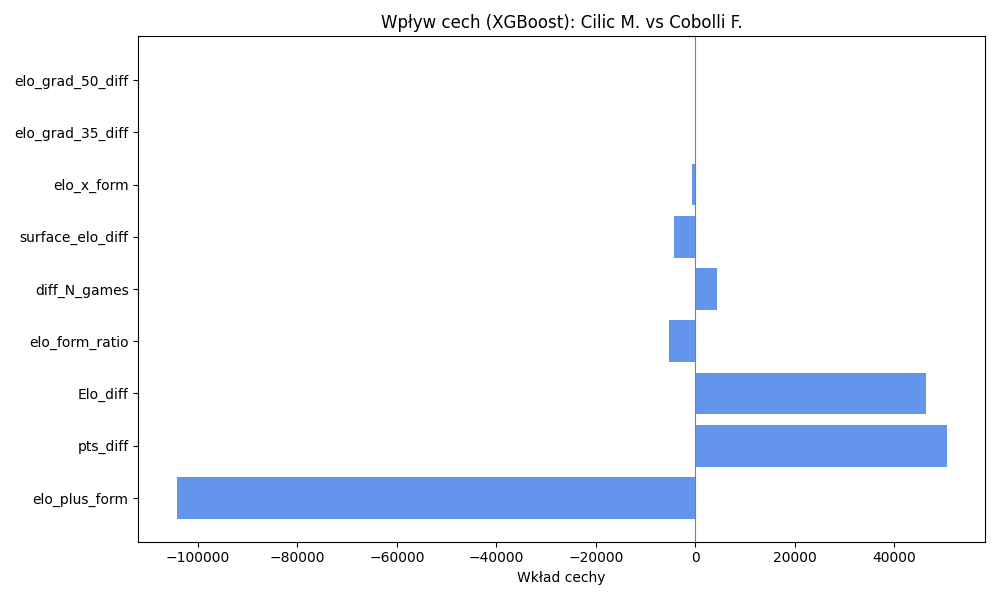 Wpływ cech (XGBoost): Cilic M. vs Cobolli F.
elo_grad_50_diff
elo_grad_35_diff
elo_x_form
surface_elo_diff
diff_N_games
elo_form_ratio
Elo_diff
pts_diff
elo_plus_form
−100000 −80000 −60000 −40000 −20000 0 20000 40000
Wkład cechy